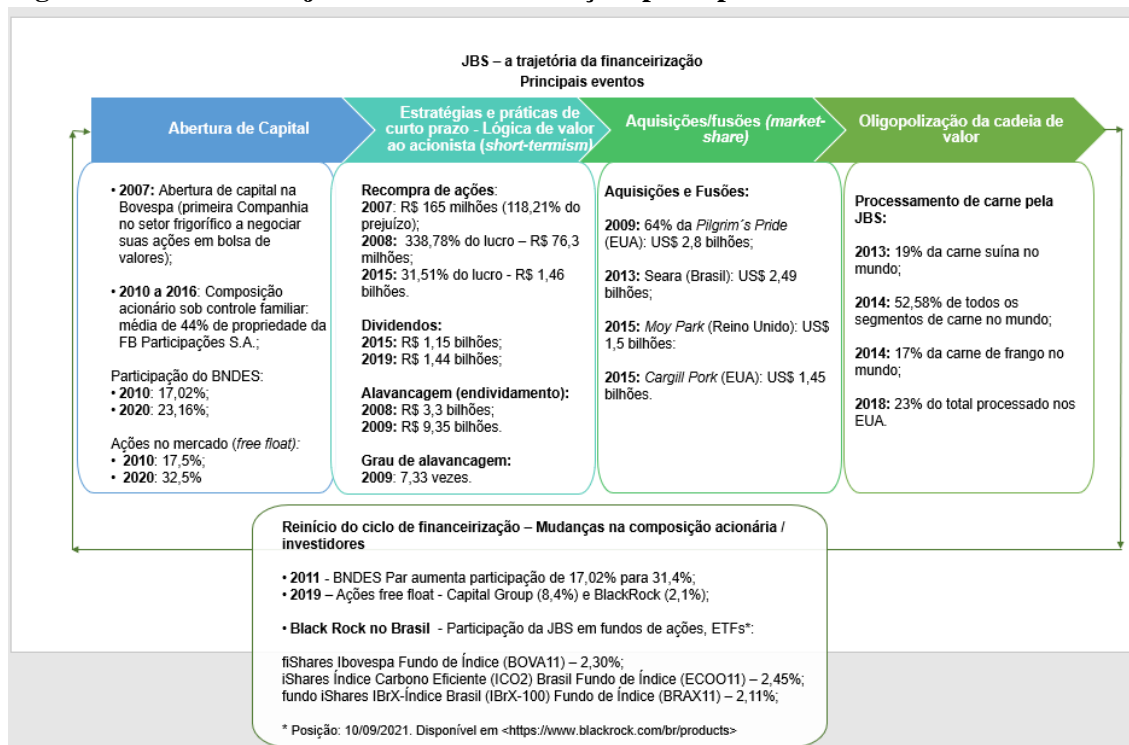 JBS – a trajetória da financeirização
Principais eventos
Abertura de Capital
Estratégias e práticas de
curto prazo - Lógica de valor
ao acionista (short-termism)
Aquisições/fusões (market-
share)
Oligopolização da cadeia de
valor
• 2007: Abertura de capital na
Bovespa (primeira Companhia
no setor frigorífico a negociar
suas ações em bolsa de
valores);
• 2010 a 2016: Composição
acionário sob controle familiar:
média de 44% de propriedade da
FB Participações S.A.;
Participação do BNDES:
• 2010: 17,02%;
• 2020: 23,16%;
Ações no mercado (free float):
• 2010: 17,5%;
• 2020: 32,5%
Recompra de ações:
2007: R$ 165 milhões (118,21% do
prejuízo);
2008: 338,78% do lucro – R$ 76,3
milhões;
2015: 31,51% do lucro - R$ 1,46
bilhões.
Dividendos:
2015: R$ 1,15 bilhões;
2019: R$ 1,44 bilhões;
Alavancagem (endividamento):
2008: R$ 3,3 bilhões;
2009: R$ 9,35 bilhões.
Grau de alavancagem:
2009: 7,33 vezes.
Aquisições e Fusões:
2009: 64% da Pilgrim´s Pride
(EUA): US$ 2,8 bilhões;
2013: Seara (Brasil): US$ 2,49
bilhões;
2015: Moy Park (Reino Unido): US$
1,5 bilhões:
2015: Cargill Pork (EUA): US$ 1,45
bilhões.
Processamento de carne pela
JBS:
2013: 19% da carne suína no
mundo;
2014: 52,58% de todos os
segmentos de carne no mundo;
2014: 17% da carne de frango no
mundo;
2018: 23% do total processado nos
EUA.
Reinício do ciclo de financeirização – Mudanças na composição acionária /
investidores
• 2011 - BNDES Par aumenta participação de 17,02% para 31,4%;
• 2019 – Ações free float - Capital Group (8,4%) e BlackRock (2,1%);
• Black Rock no Brasil - Participação da JBS em fundos de ações, ETFs*:
fiShares Ibovespa Fundo de Índice (BOVA11) – 2,30%;
iShares Índice Carbono Eficiente (ICO2) Brasil Fundo de Índice (ECOO11) – 2,45%;
fundo iShares IBrX-Índice Brasil (IBrX-100) Fundo de Índice (BRAX11) – 2,11%;
* Posição: 10/09/2021. Disponível em <https://www.blackrock.com/br/products>